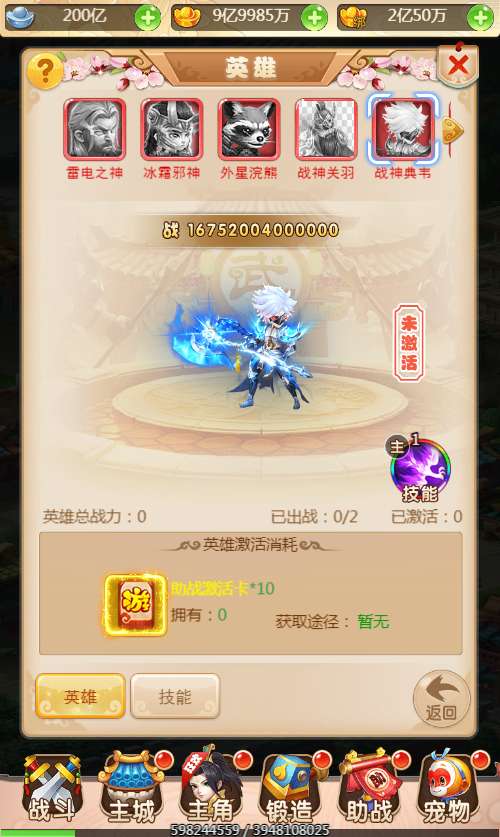 200亿 9亿9985万 2亿50万
英雄
雷电之神 冰霜邪神 外星浣熊 战神关羽 战神典韦
战 16752004000000
武
未激活
主 1
技能
英雄总战力：0 已出战：0/2 已激活：0
英雄激活消耗
游
助战激活卡*10
拥有：0 获取途径：暂无
英雄 技能 返回
战斗 主城 主角 锻造 助战 宠物
598244559 / 3948108025